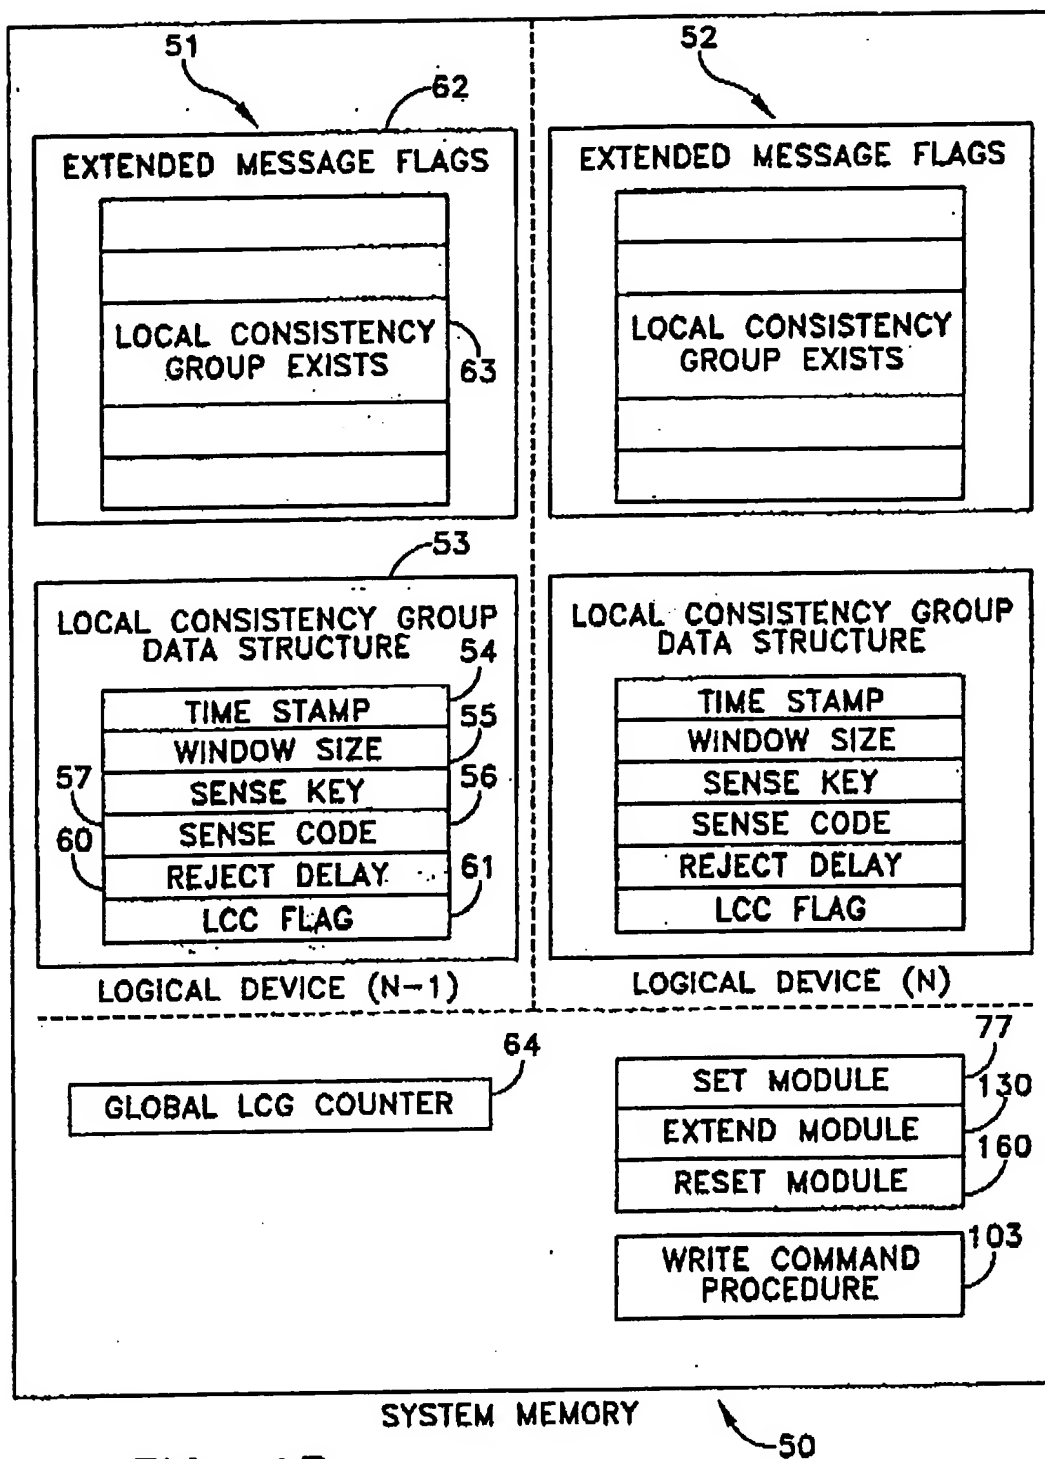 51
52
62
EXTENDED MESSAGE FLAGS
LOCAL CONSISTENCY
GROUP EXISTS
63
EXTENDED MESSAGE FLAGS
LOCAL CONSISTENCY
GROUP EXISTS
53
LOCAL CONSISTENCY GROUP
DATA STRUCTURE
54
TIME STAMP
55
WINDOW SIZE
57
SENSE KEY
56
60
SENSE CODE
REJECT DELAY
61
LCC FLAG
LOGICAL DEVICE (N-1)
LOCAL CONSISTENCY GROUP
DATA STRUCTURE
TIME STAMP
WINDOW SIZE
SENSE KEY
SENSE CODE
REJECT DELAY
LCC FLAG
LOGICAL DEVICE (N)
64
GLOBAL LCG COUNTER
77
SET MODULE
130
EXTEND MODULE
160
RESET MODULE
103
WRITE COMMAND
PROCEDURE
SYSTEM MEMORY
50